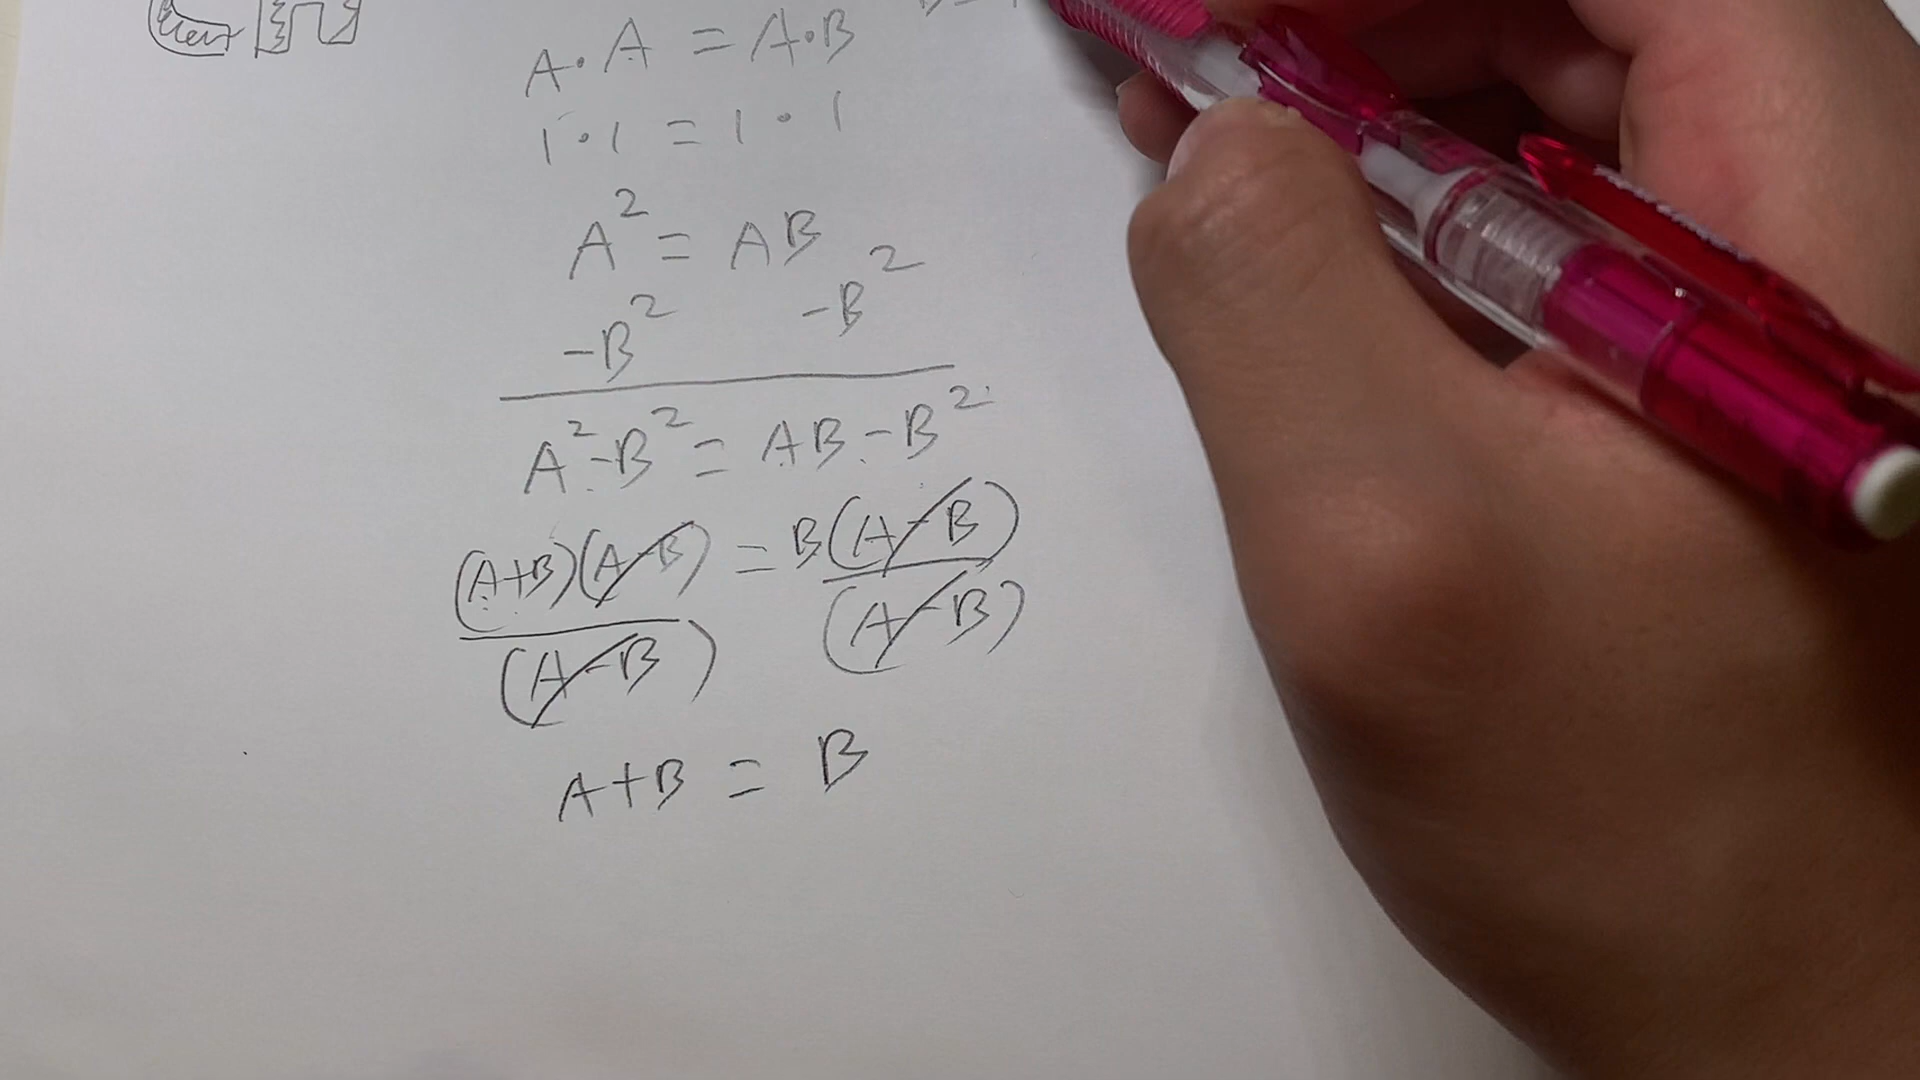 A·A = A·B
1·1 = 1·1
A² = AB
-B² -B²
A²-B² = AB-B²
(A+B)(A-B) = B(A-B)
(A-B) (A-B)
A+B = B